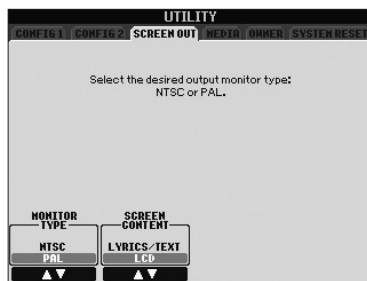 UTILITY
CONFIG 1 CONFIG 2 SCREEN OUT MEDIA OWNER SYSTEM RESET
Select the desired output monitor type:
NTSC or PAL.
MONITOR TYPE
NTSC
PAL
▲▼
SCREEN CONTENT
LYRICS/TEXT
LCD
▲▼